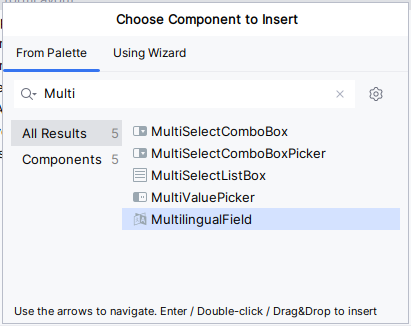 Choose Component to Insert
From Palette Using Wizard
Multi
All Results 5
Components 5
MultiSelectComboBox
MultiSelectComboBoxPicker
MultiSelectListBox
MultiValuePicker
MultilingualField
Use the arrows to navigate. Enter / Double-click / Drag&Drop to insert